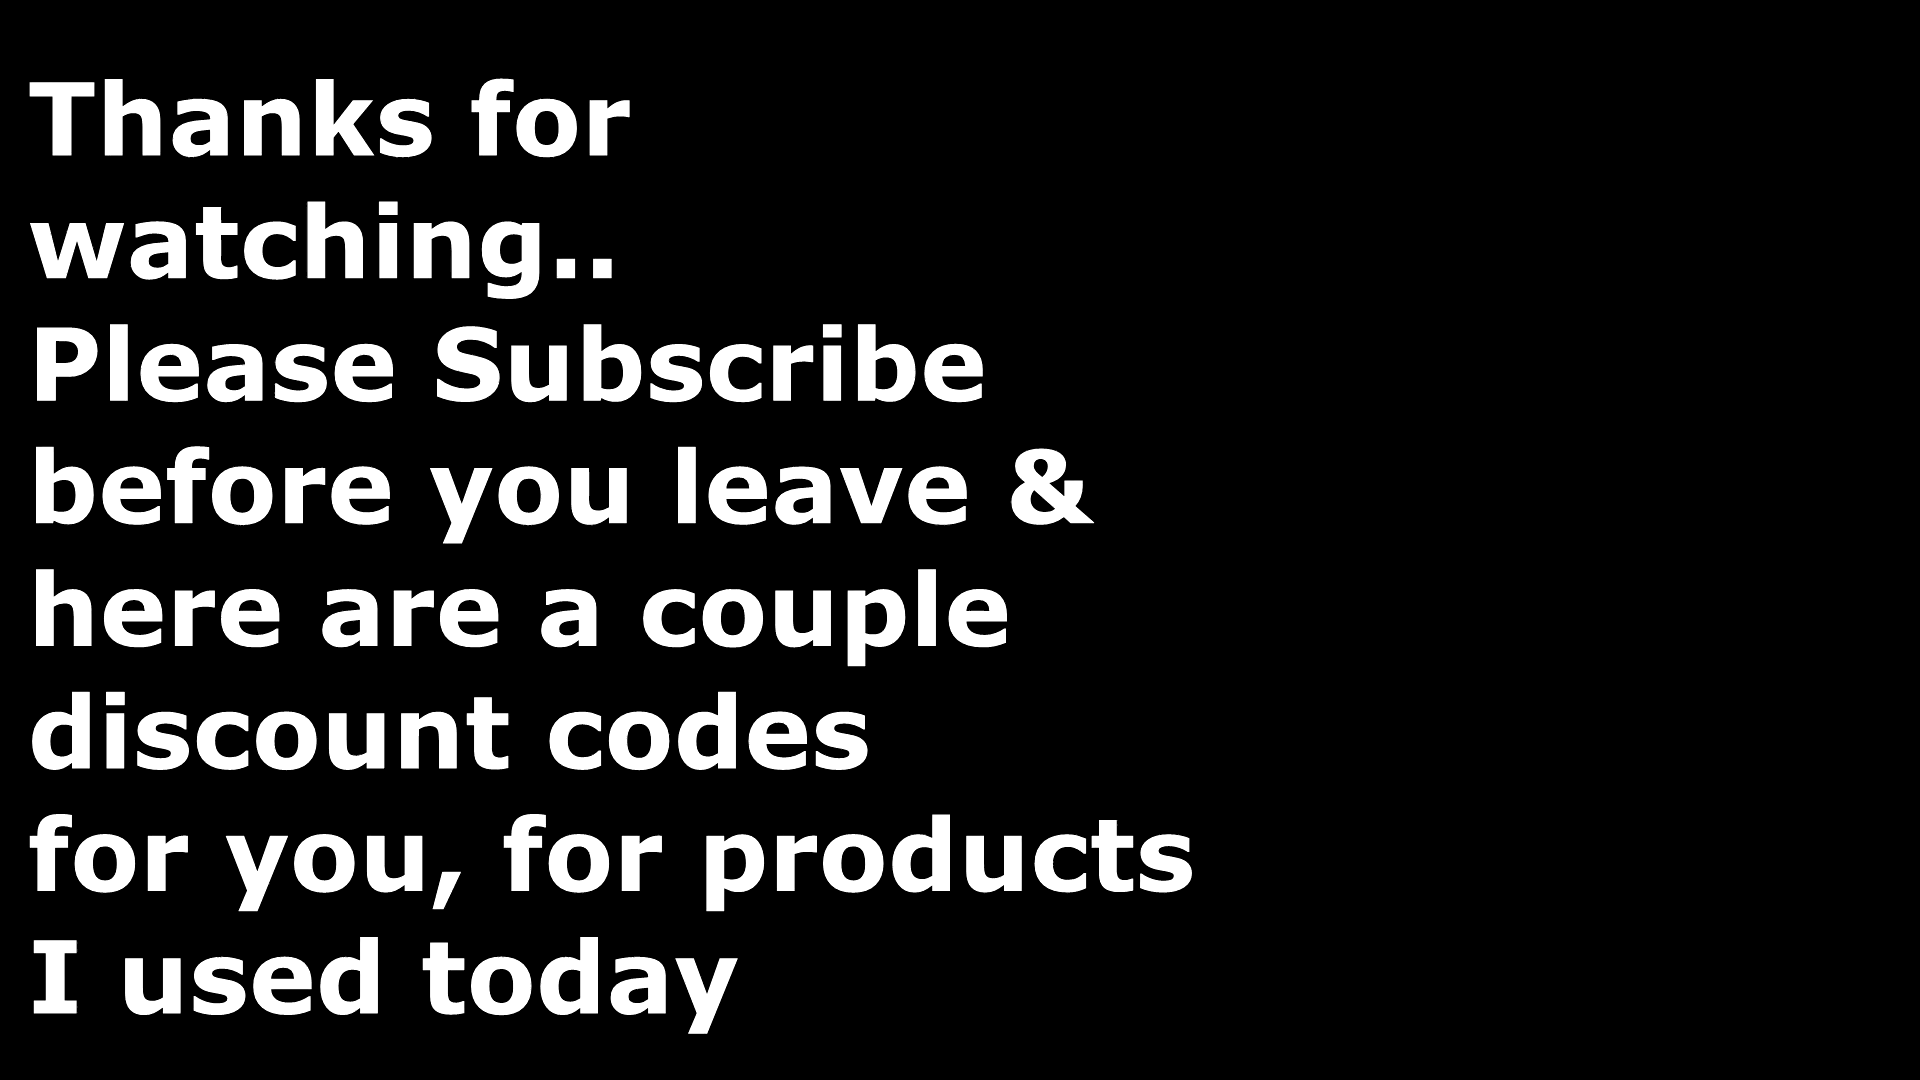 Thanks for
watching..
Please Subscribe
before you leave &
here are a couple
discount codes
for you, for products
I used today